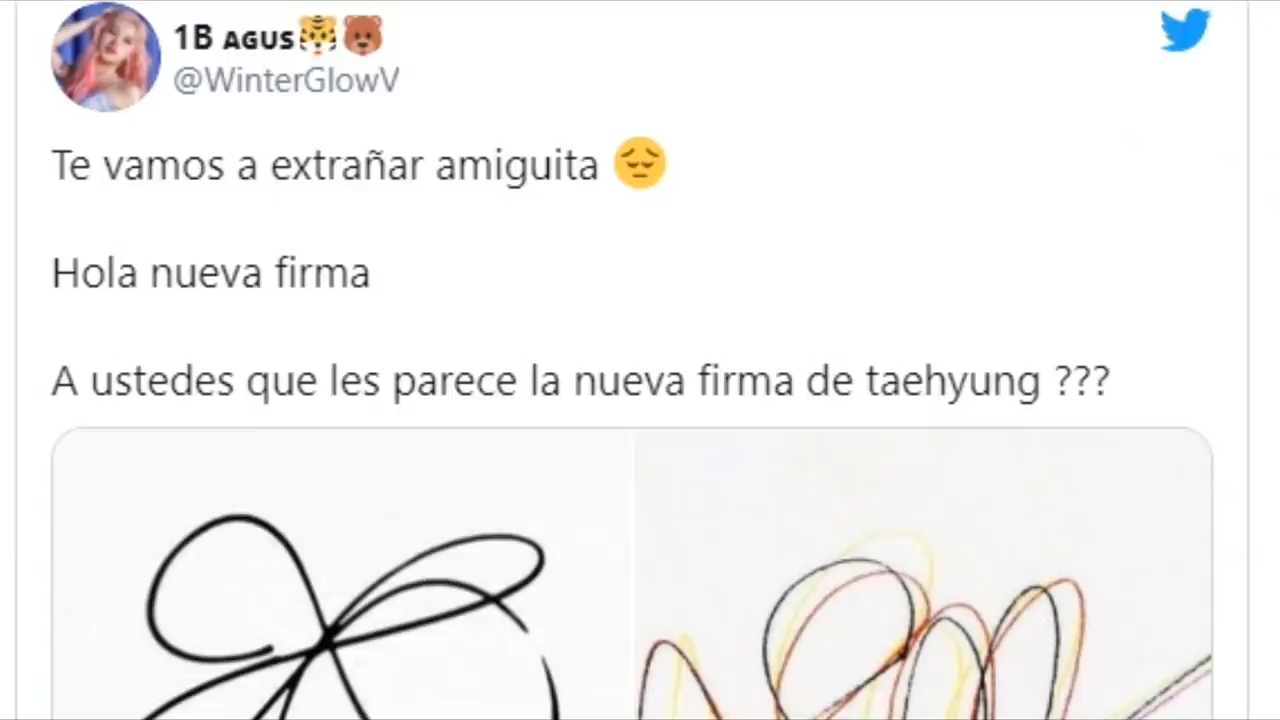 1B AGUS🐯🐻
@WinterGlowV
Te vamos a extrañar amiguita 😔
Hola nueva firma
A ustedes que les parece la nueva firma de taehyung ???